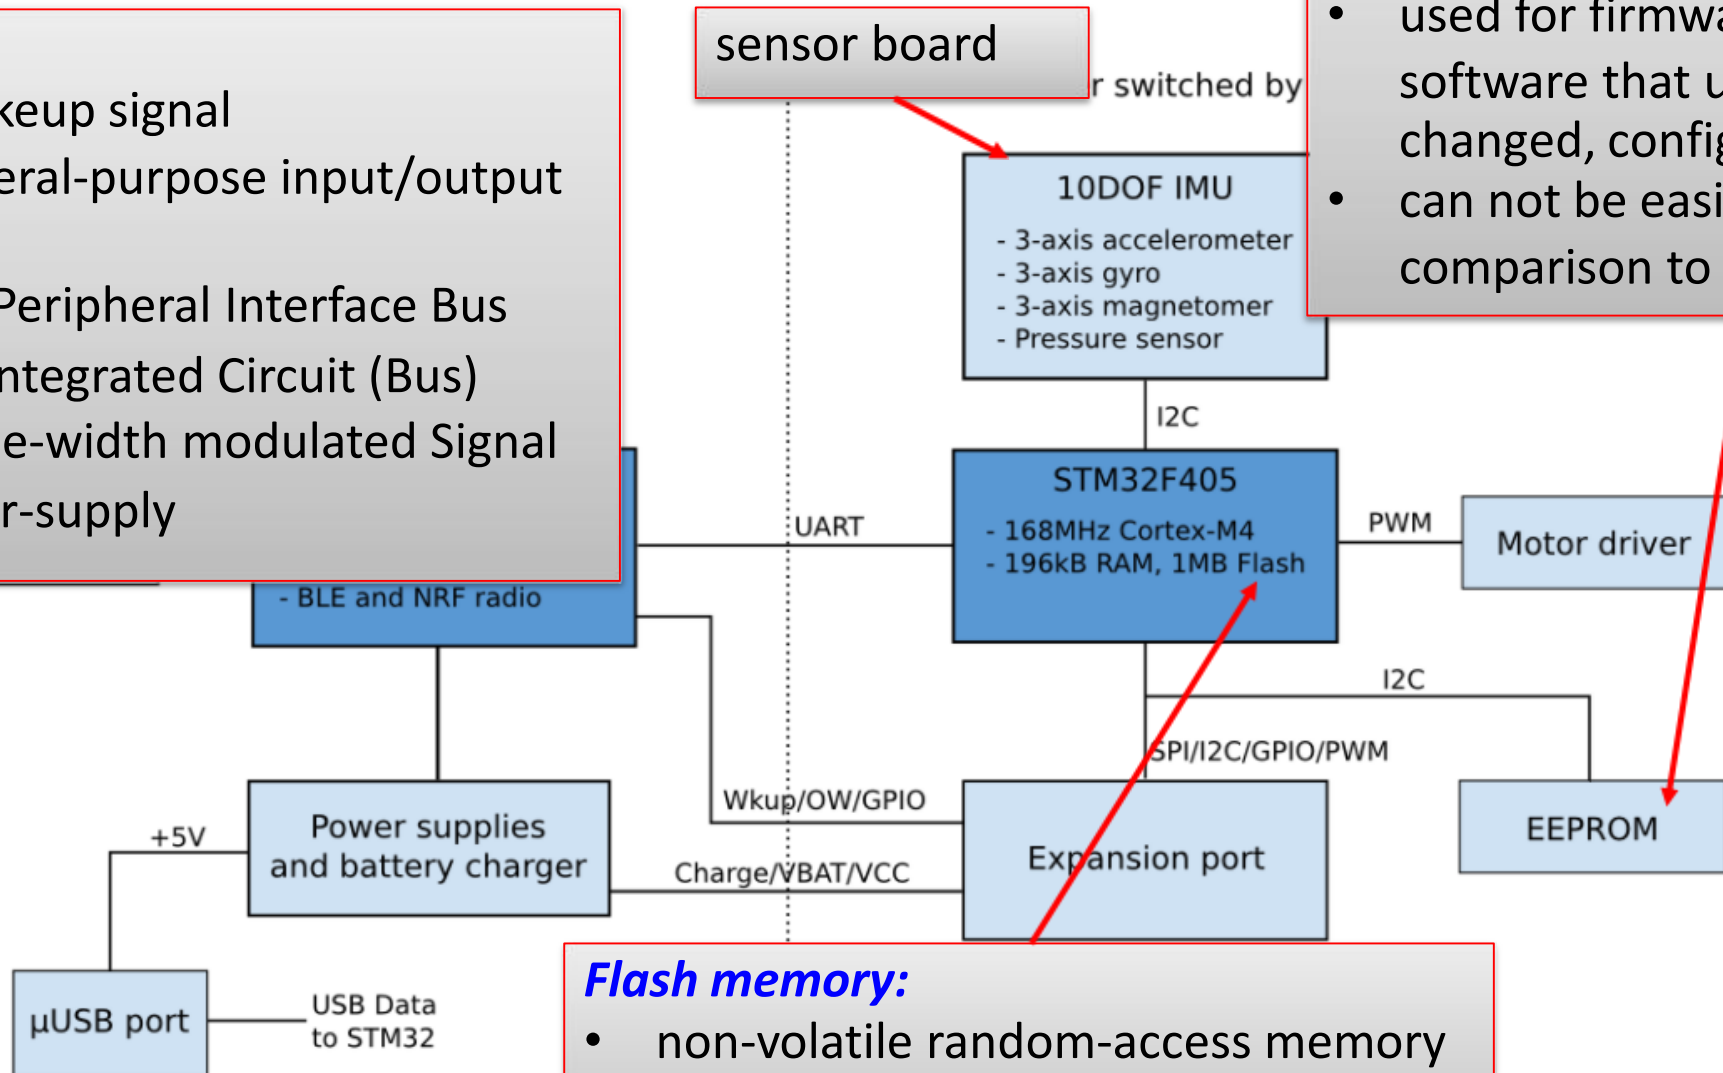 keup signal
eral-purpose input/output
Peripheral Interface Bus
ntegrated Circuit (Bus)
e-width modulated Signal
r-supply
sensor board
r switched by
used for firmwa
software that u
changed, config
can not be easi
comparison to
10DOF IMU
- 3-axis accelerometer
- 3-axis gyro
- 3-axis magnetomer
- Pressure sensor
I2C
STM32F405
- 168MHz Cortex-M4
- 196kB RAM, 1MB Flash
UART
PWM
Motor driver
- BLE and NRF radio
I2C
SPI/I2C/GPIO/PWM
Wkup/OW/GPIO
+5V
Power supplies
and battery charger
Charge/VBAT/VCC
Expansion port
EEPROM
µUSB port
USB Data
to STM32
Flash memory:
• non-volatile random-access memory